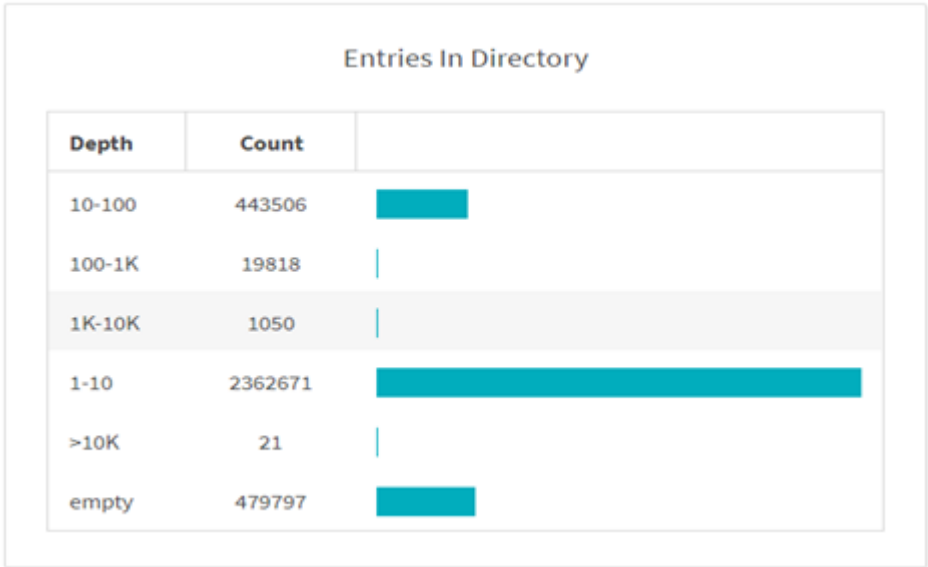 Entries In Directory
Depth Count
10-100 443506
100-1K 19818
1K-10K 1050
1-10 2362671
>10K 21
empty 479797